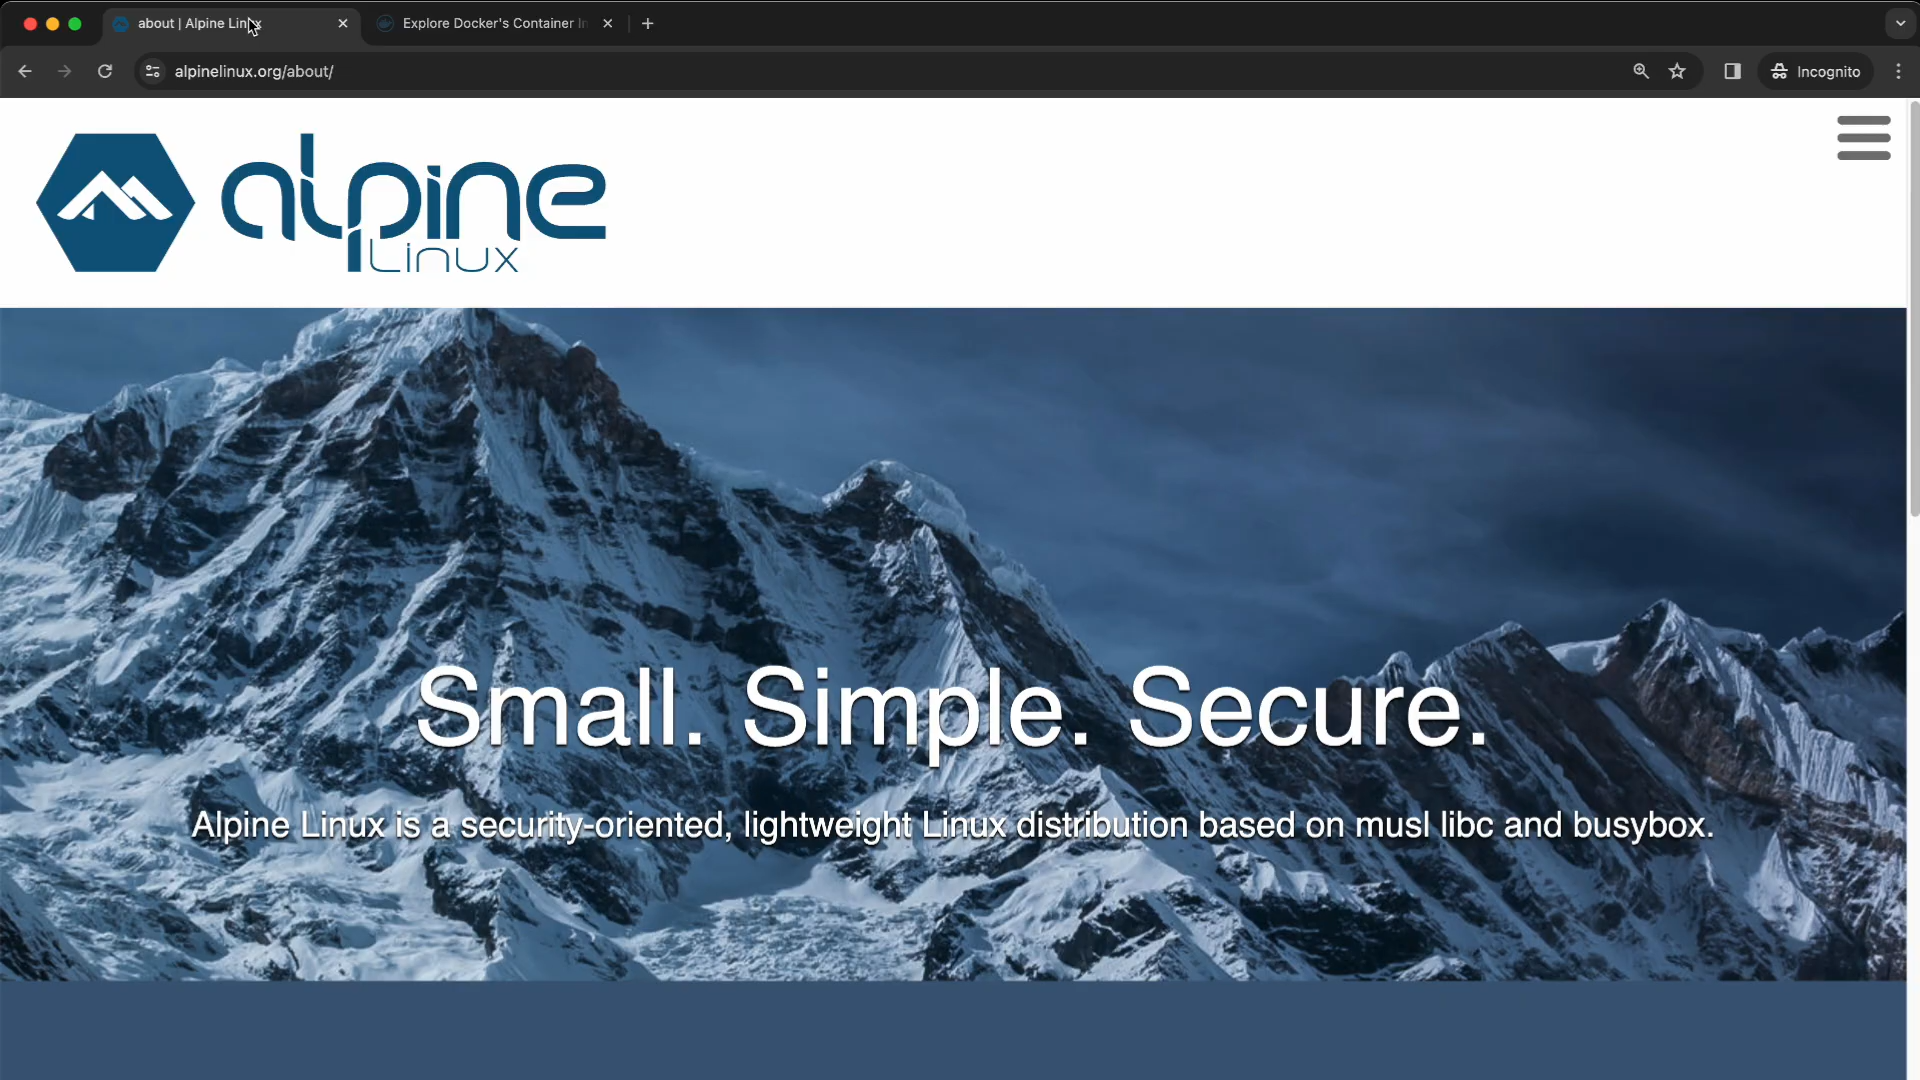 about | Alpine Linux
Explore Docker's Container I
alpinelinux.org/about/
Incognito
alpine
Linux
Small. Simple. Secure.
Alpine Linux is a security-oriented, lightweight Linux distribution based on musl libc and busybox.